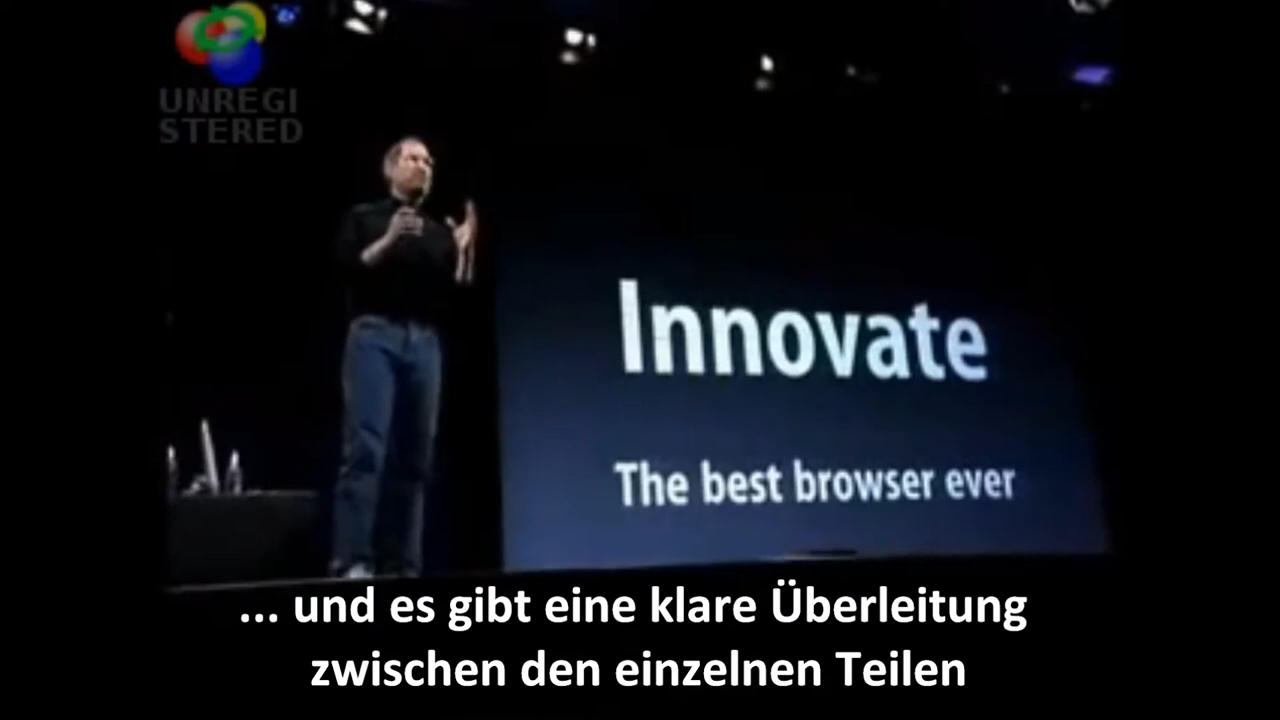 UNREGI
STERED
Innovate
The best browser ever
... und es gibt eine klare Überleitung
zwischen den einzelnen Teilen